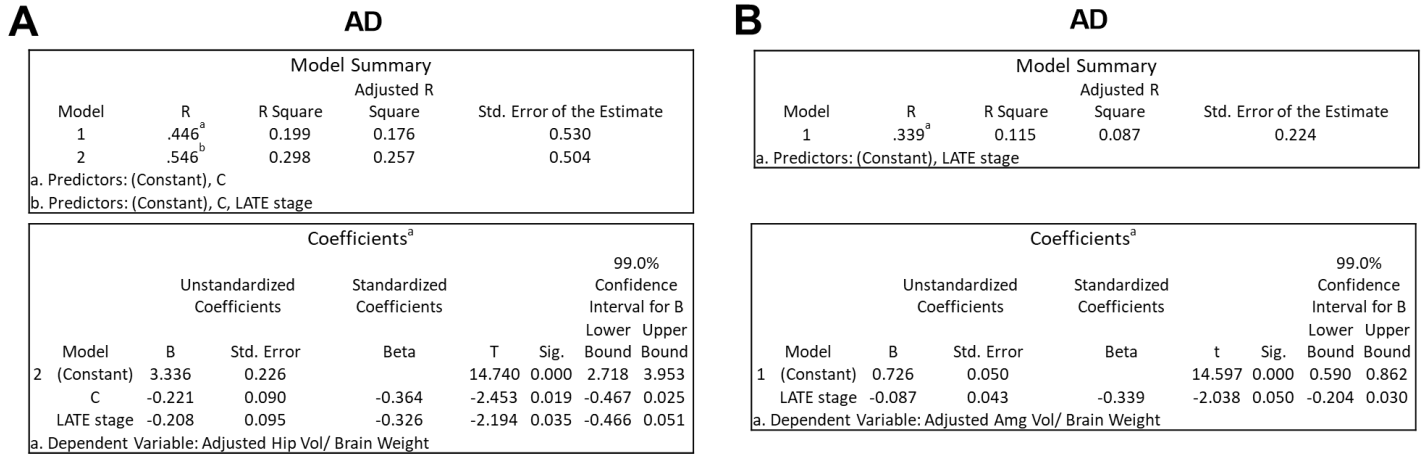 A
AD
Model Summary
Adjusted R
Model R R Square Square Std. Error of the Estimate
1 .446a 0.199 0.176 0.530
2 .546b 0.298 0.257 0.504
a. Predictors: (Constant), C
b. Predictors: (Constant), C, LATE stage
Coefficientsa
99.0%
Unstandardized Standardized Confidence
Coefficients Coefficients Interval for B
Lower Upper
Model B Std. Error Beta T Sig. Bound Bound
2 (Constant) 3.336 0.226 14.740 0.000 2.718 3.953
C -0.221 0.090 -0.364 -2.453 0.019 -0.467 0.025
LATE stage -0.208 0.095 -0.326 -2.194 0.035 -0.466 0.051
a. Dependent Variable: Adjusted Hip Vol/ Brain Weight
B
AD
Model Summary
Adjusted R
Model R R Square Square Std. Error of the Estimate
1 .339a 0.115 0.087 0.224
a. Predictors: (Constant), LATE stage
Coefficientsa
99.0%
Unstandardized Standardized Confidence
Coefficients Coefficients Interval for B
Lower Upper
Model B Std. Error Beta t Sig. Bound Bound
1 (Constant) 0.726 0.050 14.597 0.000 0.590 0.862
LATE stage -0.087 0.043 -0.339 -2.038 0.050 -0.204 0.030
a. Dependent Variable: Adjusted Amg Vol/ Brain Weight